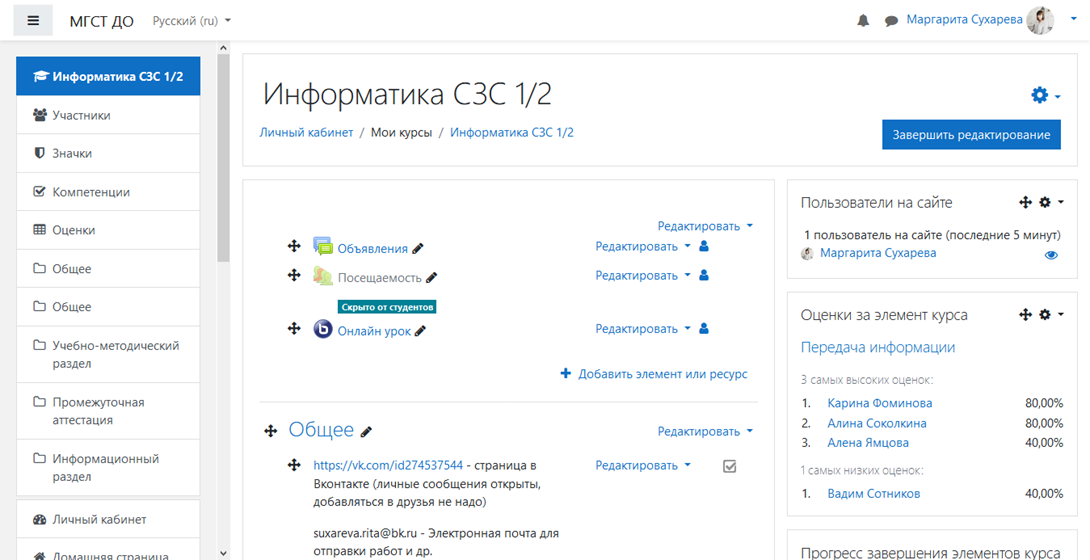 МГСТ ДО
Русский (ru)
Маргарита Сухарева
Информатика СЗС 1/2
Участники
Значки
Компетенции
Оценки
Общее
Общее
Учебно-методический
раздел
Промежуточная
аттестация
Информационный
раздел
Личный кабинет
Домашняя страница
Информатика СЗС 1/2
Личный кабинет / Мои курсы / Информатика СЗС 1/2
Завершить редактирование
Редактировать
Объявления
Редактировать
Посещаемость
Редактировать
Скрыто от студентов
Онлайн урок
Редактировать
Добавить элемент или ресурс
Общее
Редактировать
https://vk.com/id274537544 - страница в
Редактировать
Вконтакте (личные сообщения открыты,
добавляться в друзья не надо)
suxareva.rita@bk.ru - Электронная почта для
отправки работ и др.
Пользователи на сайте
1 пользователь на сайте (последние 5 минут)
Маргарита Сухарева
Оценки за элемент курса
Передача информации
3 самых высоких оценок:
1. Карина Фоминова 80,00%
2. Алина Соколкина 80,00%
3. Алена Ямцова 40,00%
1 самых низких оценок:
1. Вадим Сотников 40,00%
Прогресс завершения элементов курса